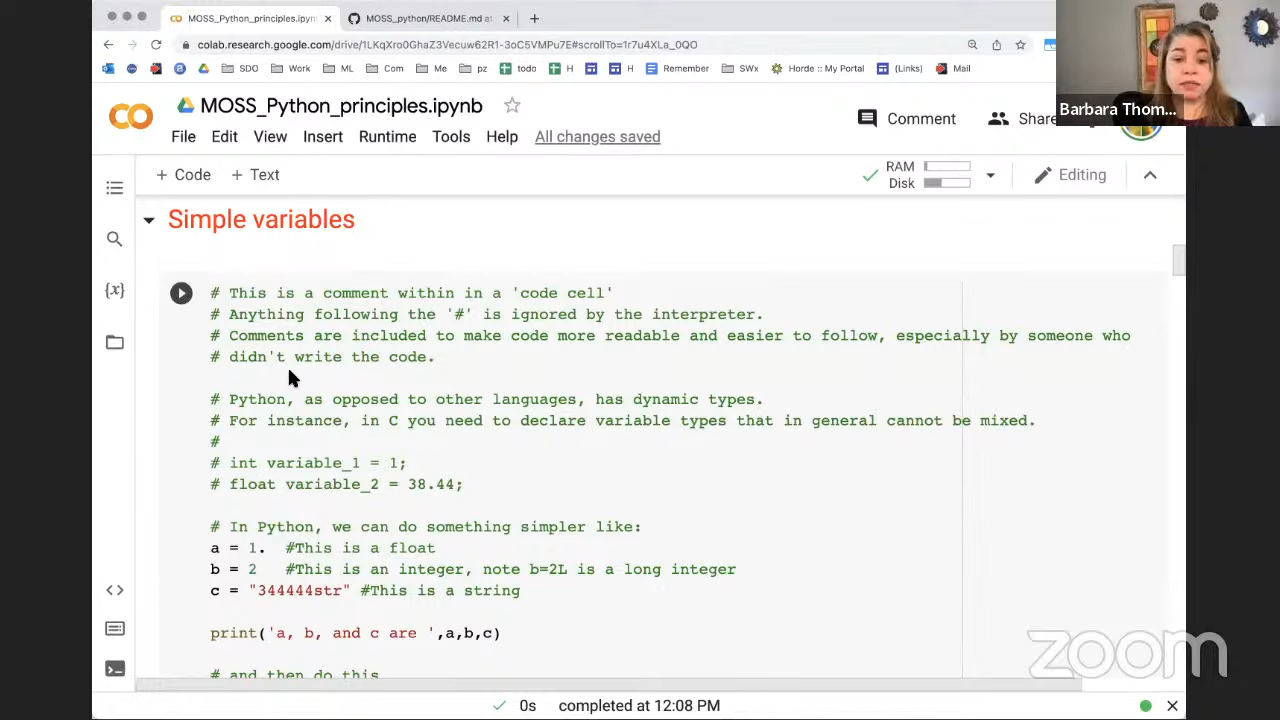 MOSS_Python_principles.ipyn
MOSS_python/README.md at
colab.research.google.com/drive/1LKqXro0GhaZ3Vecuw62R1-3oC5VMPu7E#scrollTo=1r7u4XLa_0QO
SDO Work ML Com Me pz todo H H Remember SWx Horde :: My Portal (Links) Mail
Barbara Thom...
MOSS_Python_principles.ipynb
Comment
Share
File Edit View Insert Runtime Tools Help All changes saved
+ Code + Text
RAM
Disk
Editing
Simple variables
# This is a comment within in a 'code cell'
# Anything following the '#' is ignored by the interpreter.
# Comments are included to make code more readable and easier to follow, especially by someone who
# didn't write the code.
# Python, as opposed to other languages, has dynamic types.
# For instance, in C you need to declare variable types that in general cannot be mixed.
#
# int variable_1 = 1;
# float variable_2 = 38.44;
# In Python, we can do something simpler like:
a = 1. #This is a float
b = 2 #This is an integer, note b=2L is a long integer
c = "344444str" #This is a string
print('a, b, and c are ',a,b,c)
# and then do this
zoom
0s completed at 12:08 PM